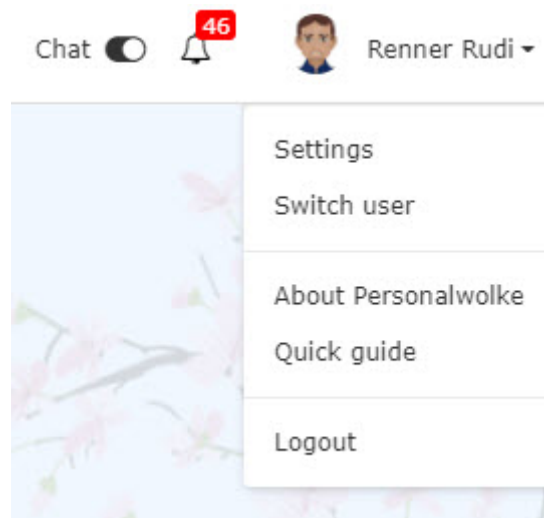 Chat
46
Renner Rudi
Settings
Switch user
About Personalwolke
Quick guide
Logout